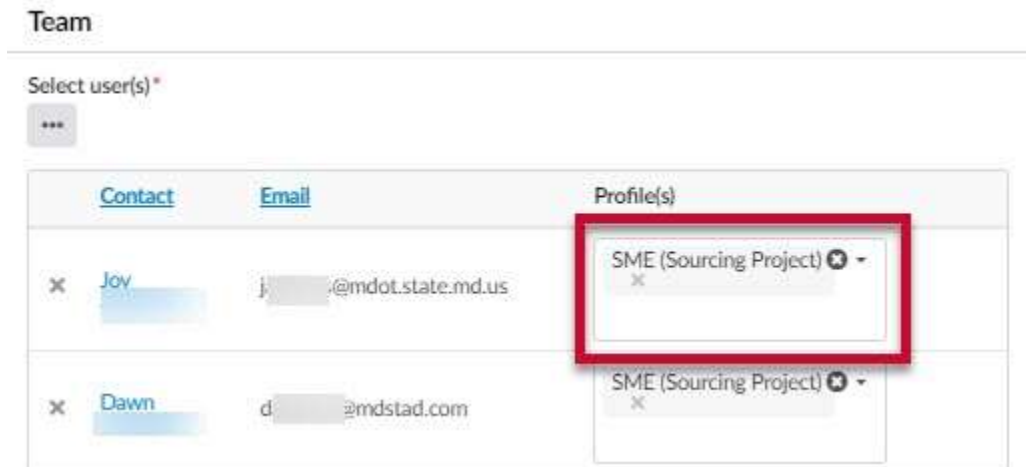 Team
Select user(s)*
...
Contact Email Profile(s)
SME (Sourcing Project)
Joy j @mdot.state.md.us
SME (Sourcing Project)
Dawn d @mdstad.com